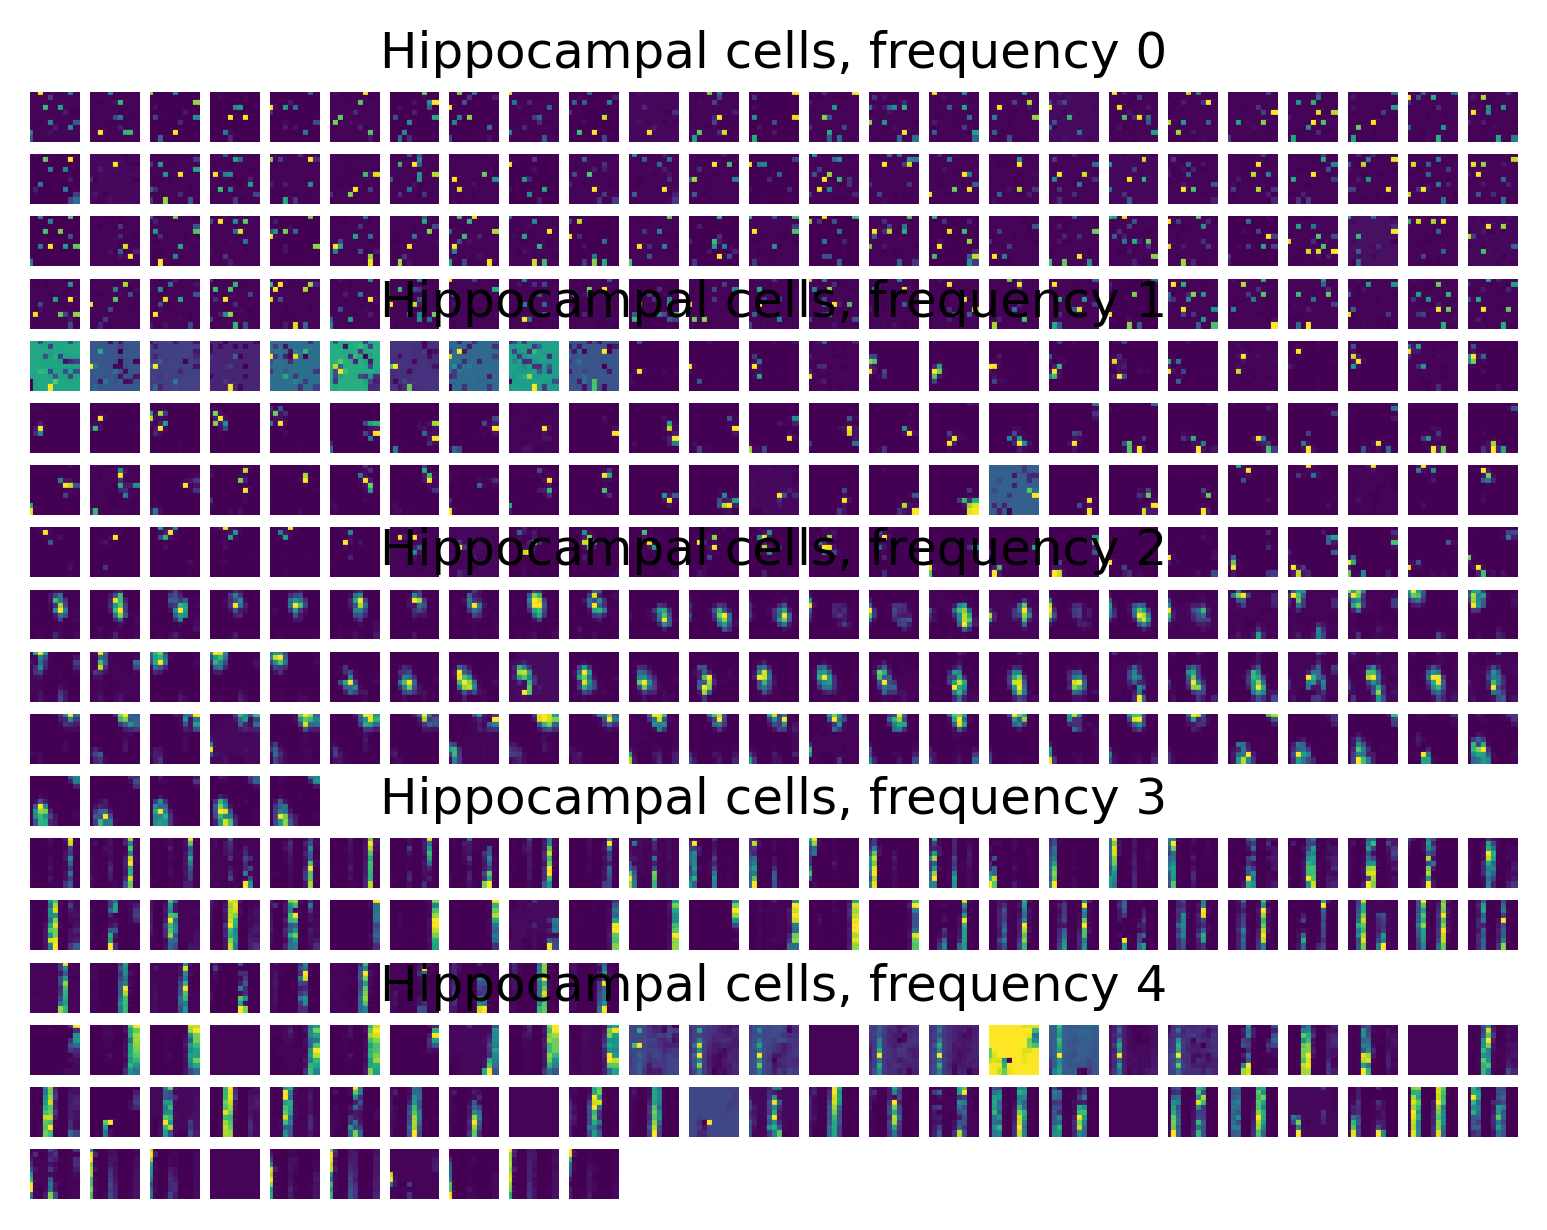 Hippocampal cells, frequency 0
Hippocampal cells, frequency 1
Hippocampal cells, frequency 2
Hippocampal cells, frequency 3
Hippocampal cells, frequency 4